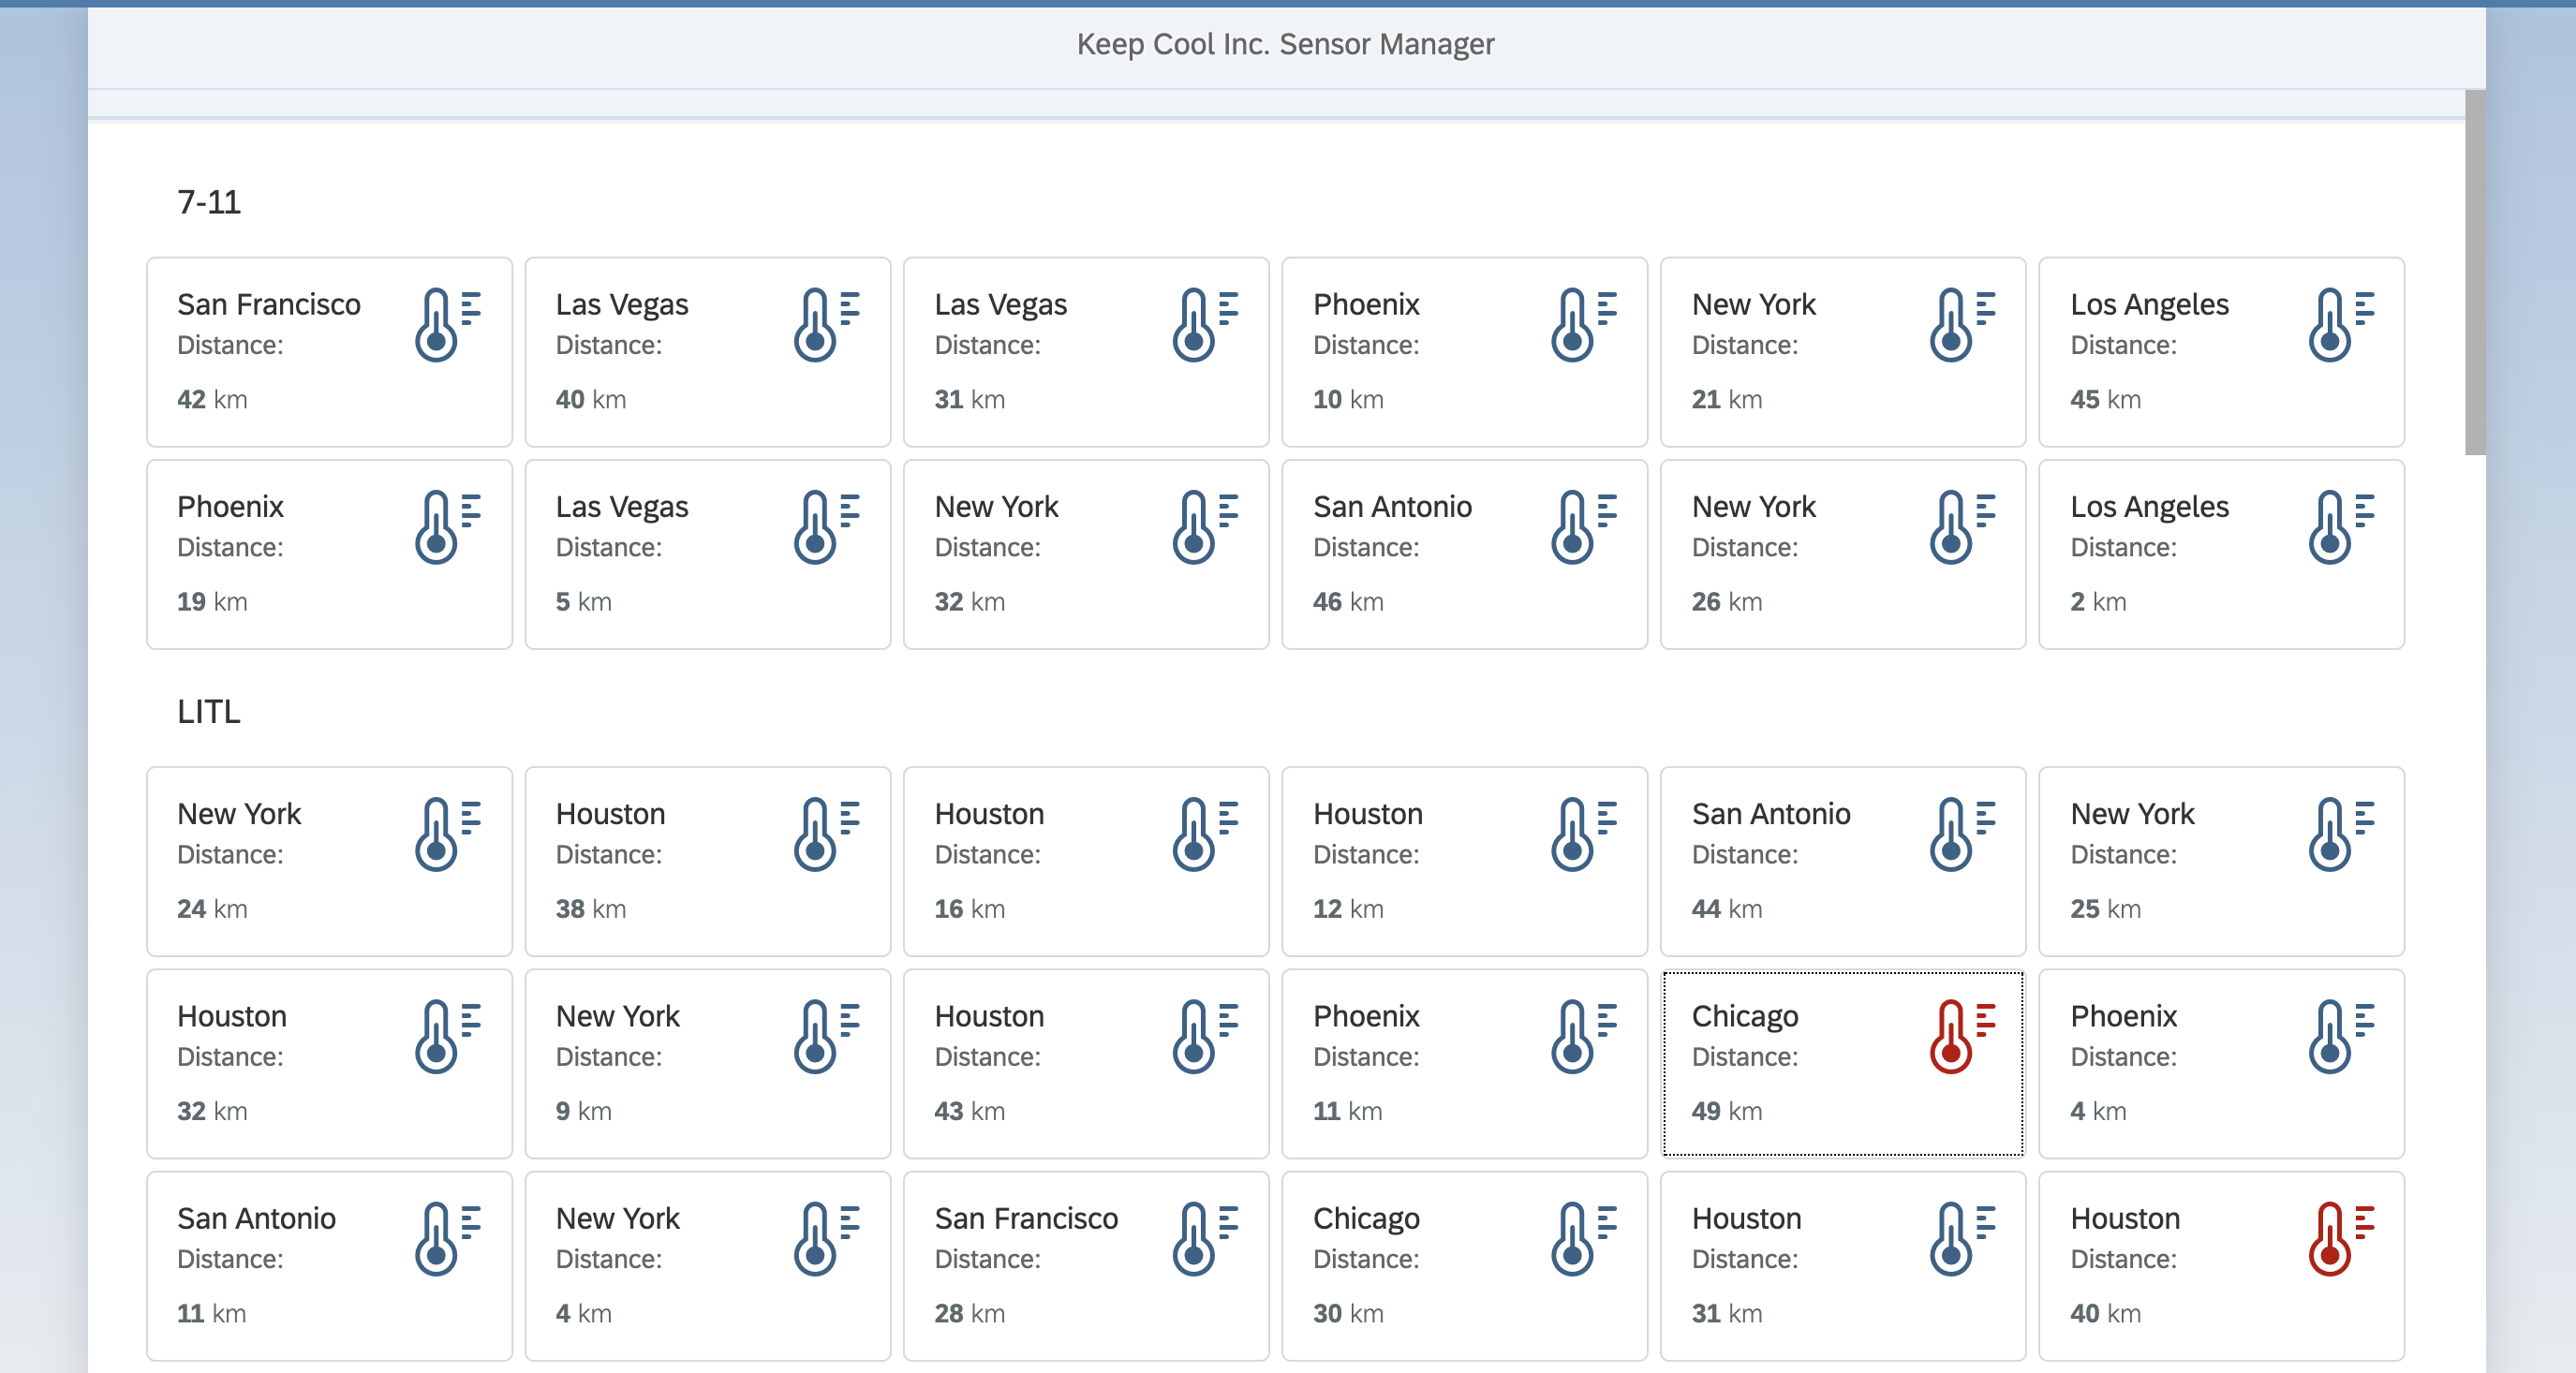 Keep Cool Inc. Sensor Manager
7-11
San Francisco
Distance:
42 km
Las Vegas
Distance:
40 km
Las Vegas
Distance:
31 km
Phoenix
Distance:
10 km
New York
Distance:
21 km
Los Angeles
Distance:
45 km
Phoenix
Distance:
19 km
Las Vegas
Distance:
5 km
New York
Distance:
32 km
San Antonio
Distance:
46 km
New York
Distance:
26 km
Los Angeles
Distance:
2 km
LITL
New York
Distance:
24 km
Houston
Distance:
38 km
Houston
Distance:
16 km
Houston
Distance:
12 km
San Antonio
Distance:
44 km
New York
Distance:
25 km
Houston
Distance:
32 km
New York
Distance:
9 km
Houston
Distance:
43 km
Phoenix
Distance:
11 km
Chicago
Distance:
49 km
Phoenix
Distance:
4 km
San Antonio
Distance:
11 km
New York
Distance:
4 km
San Francisco
Distance:
28 km
Chicago
Distance:
30 km
Houston
Distance:
31 km
Houston
Distance:
40 km